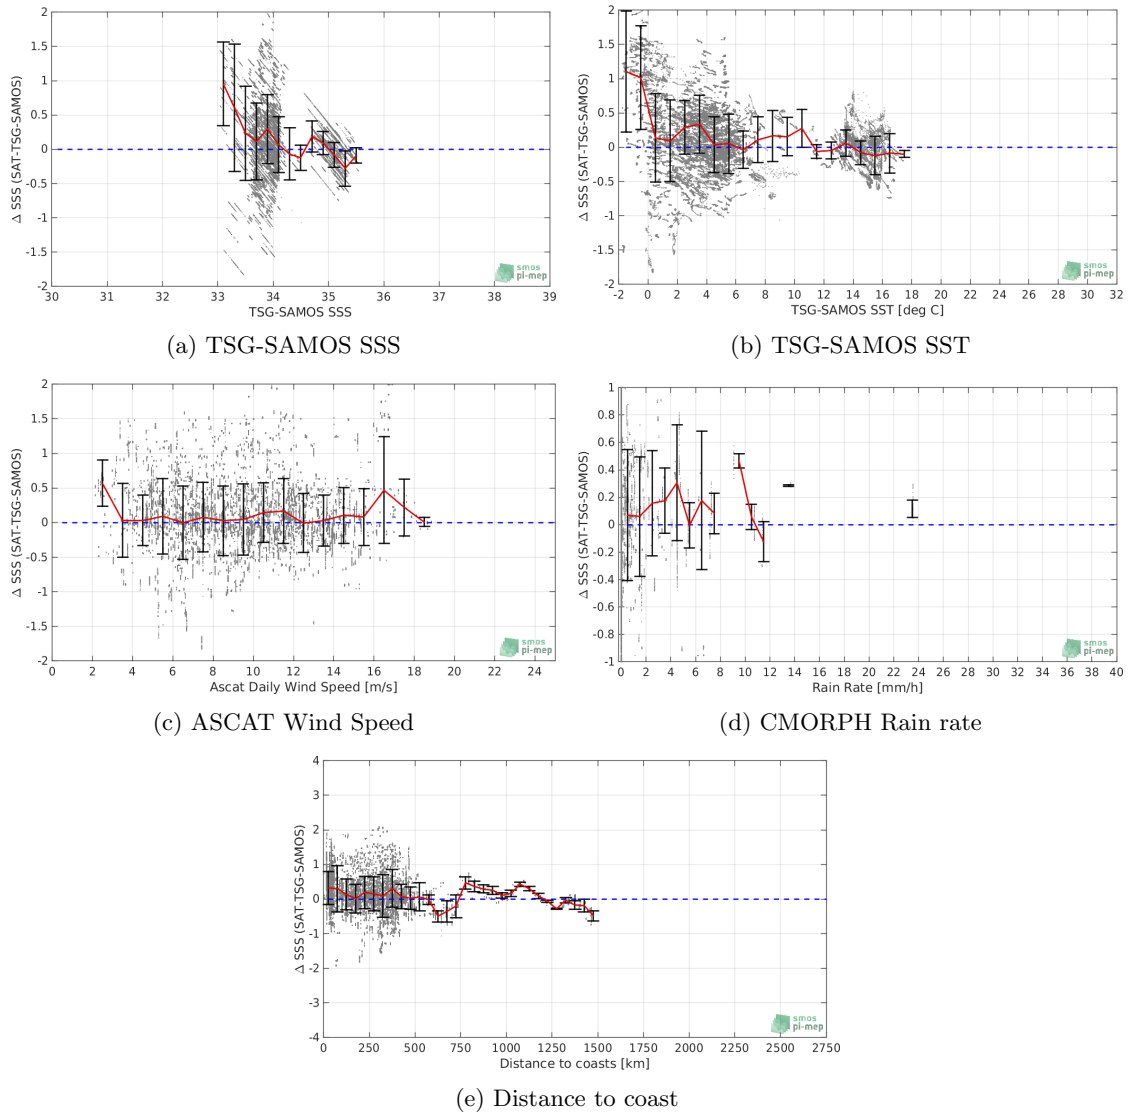 2
1.5
1
0.5
0
-0.5
-1
-1.5
-2
Δ SSS (SAT-TSG-SAMOS)
30 31 32 33 34 35 36 37 38 39
TSG-SAMOS SSS
smos
pi-mep
(a) TSG-SAMOS SSS
2
1.5
1
0.5
0
-0.5
-1
-1.5
-2
Δ SSS (SAT-TSG-SAMOS)
-2 0 2 4 6 8 10 12 14 16 18 20 22 24 26 28 30 32
TSG-SAMOS SST [deg C]
smos
pi-mep
(b) TSG-SAMOS SST
2
1.5
1
0.5
0
-0.5
-1
-1.5
-2
Δ SSS (SAT-TSG-SAMOS)
0 2 4 6 8 10 12 14 16 18 20 22 24
Ascat Daily Wind Speed [m/s]
smos
pi-mep
(c) ASCAT Wind Speed
1
0.8
0.6
0.4
0.2
0
-0.2
-0.4
-0.6
-0.8
-1
Δ SSS (SAT-TSG-SAMOS)
0 2 4 6 8 10 12 14 16 18 20 22 24 26 28 30 32 34 36 38 40
Rain Rate [mm/h]
smos
pi-mep
(d) CMORPH Rain rate
4
3
2
1
0
-1
-2
-3
-4
Δ SSS (SAT-TSG-SAMOS)
0 250 500 750 1000 1250 1500 1750 2000 2250 2500 2750
Distance to coasts [km]
smos
pi-mep
(e) Distance to coast